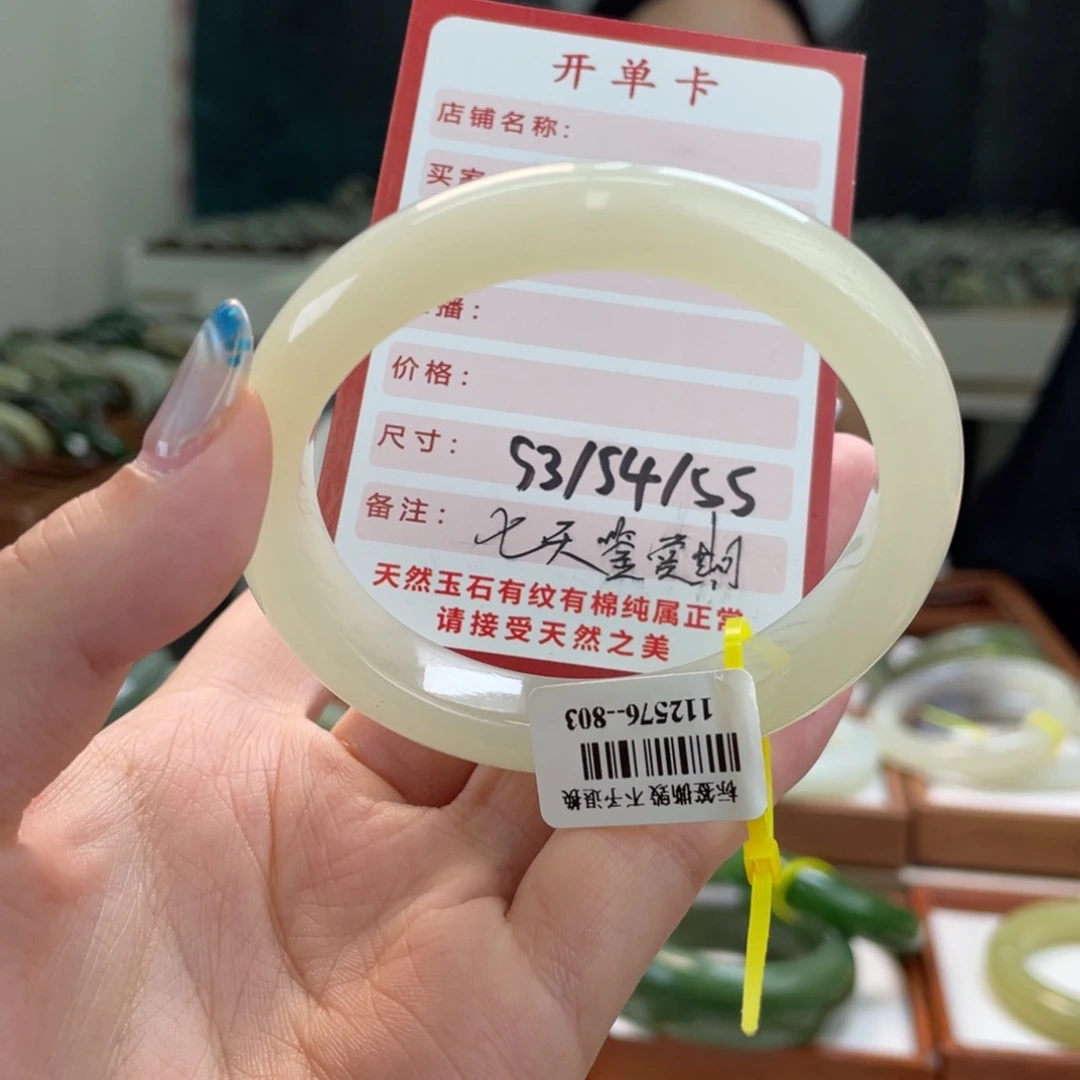 开单卡
店铺名称：
买家
播：
价格：
尺寸： 53/54/55
备注： 七天鉴赏期
天然玉石有纹有棉纯属正常
请接受天然之美
112576--803
标签撕毁不予退换